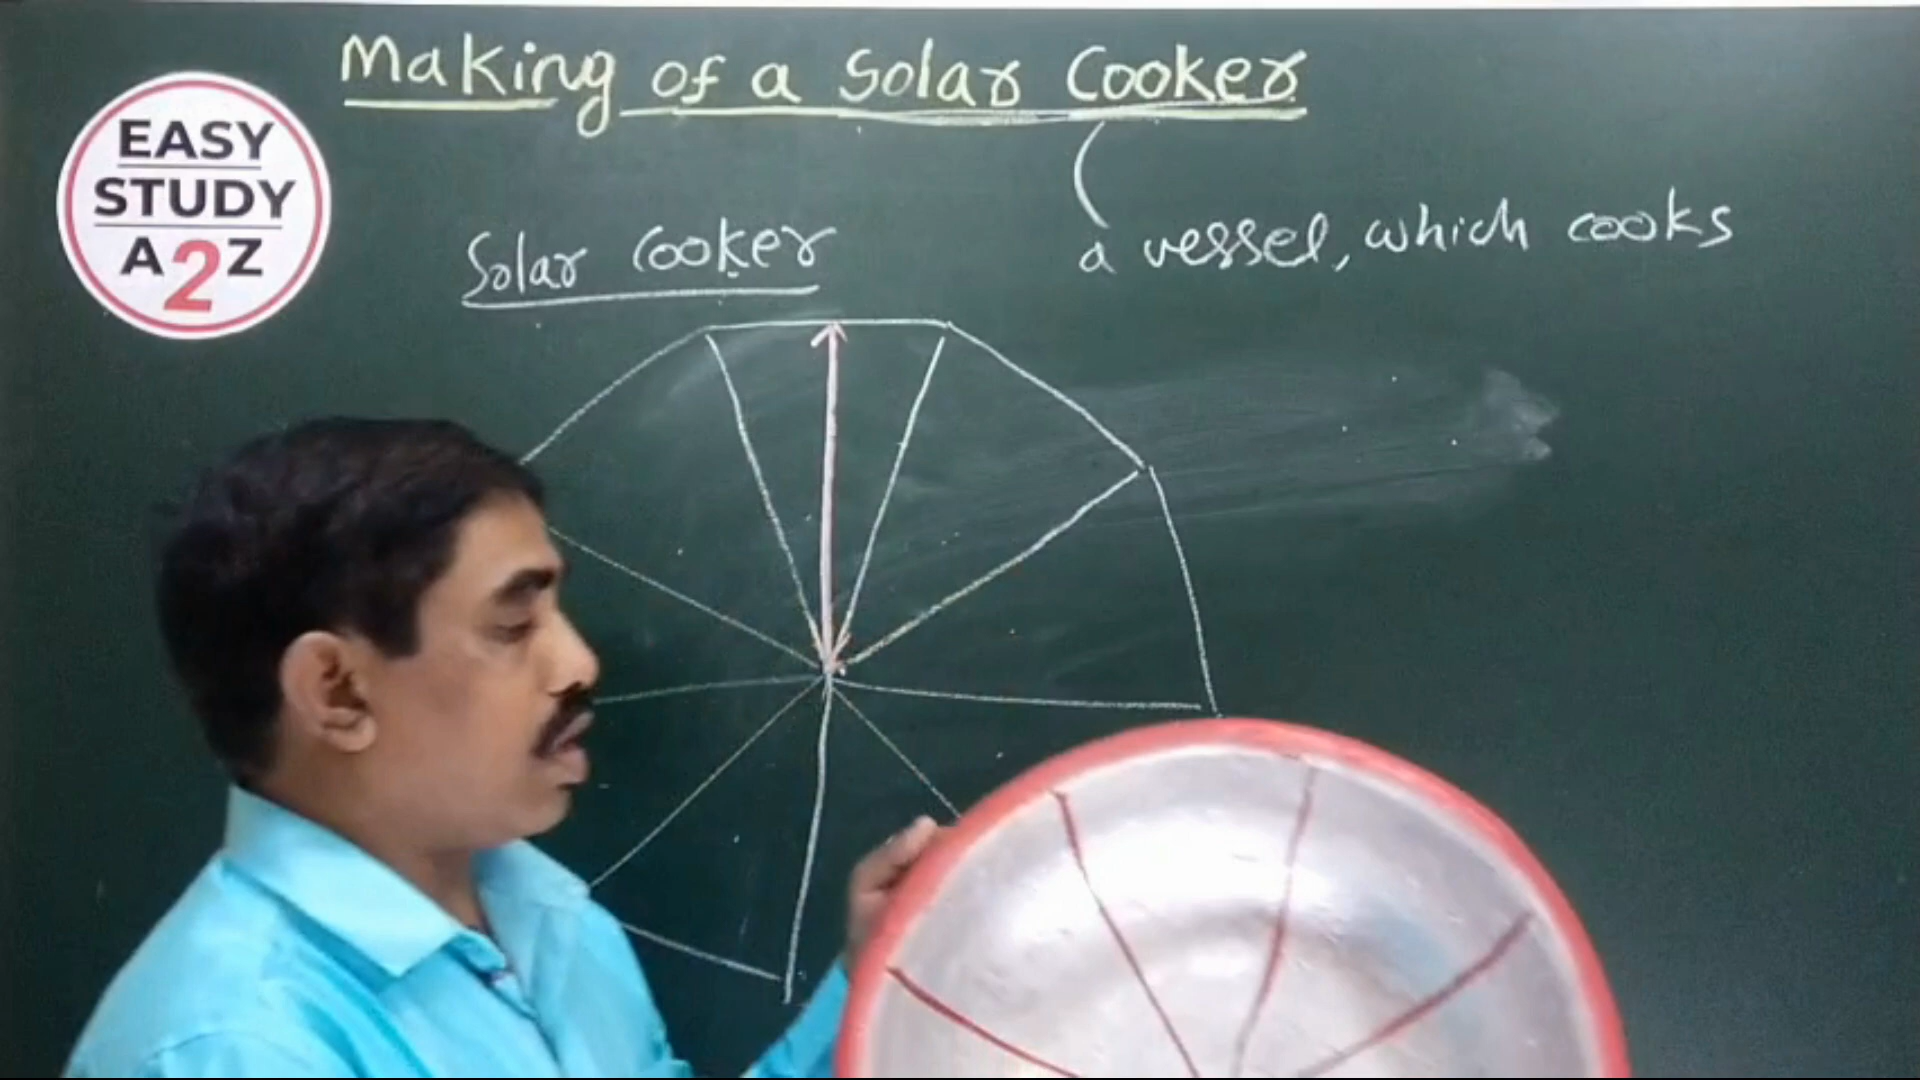 Making of a Solar Cooker
EASY
STUDY
A2Z
Solar Cooker
a vessel, which cooks